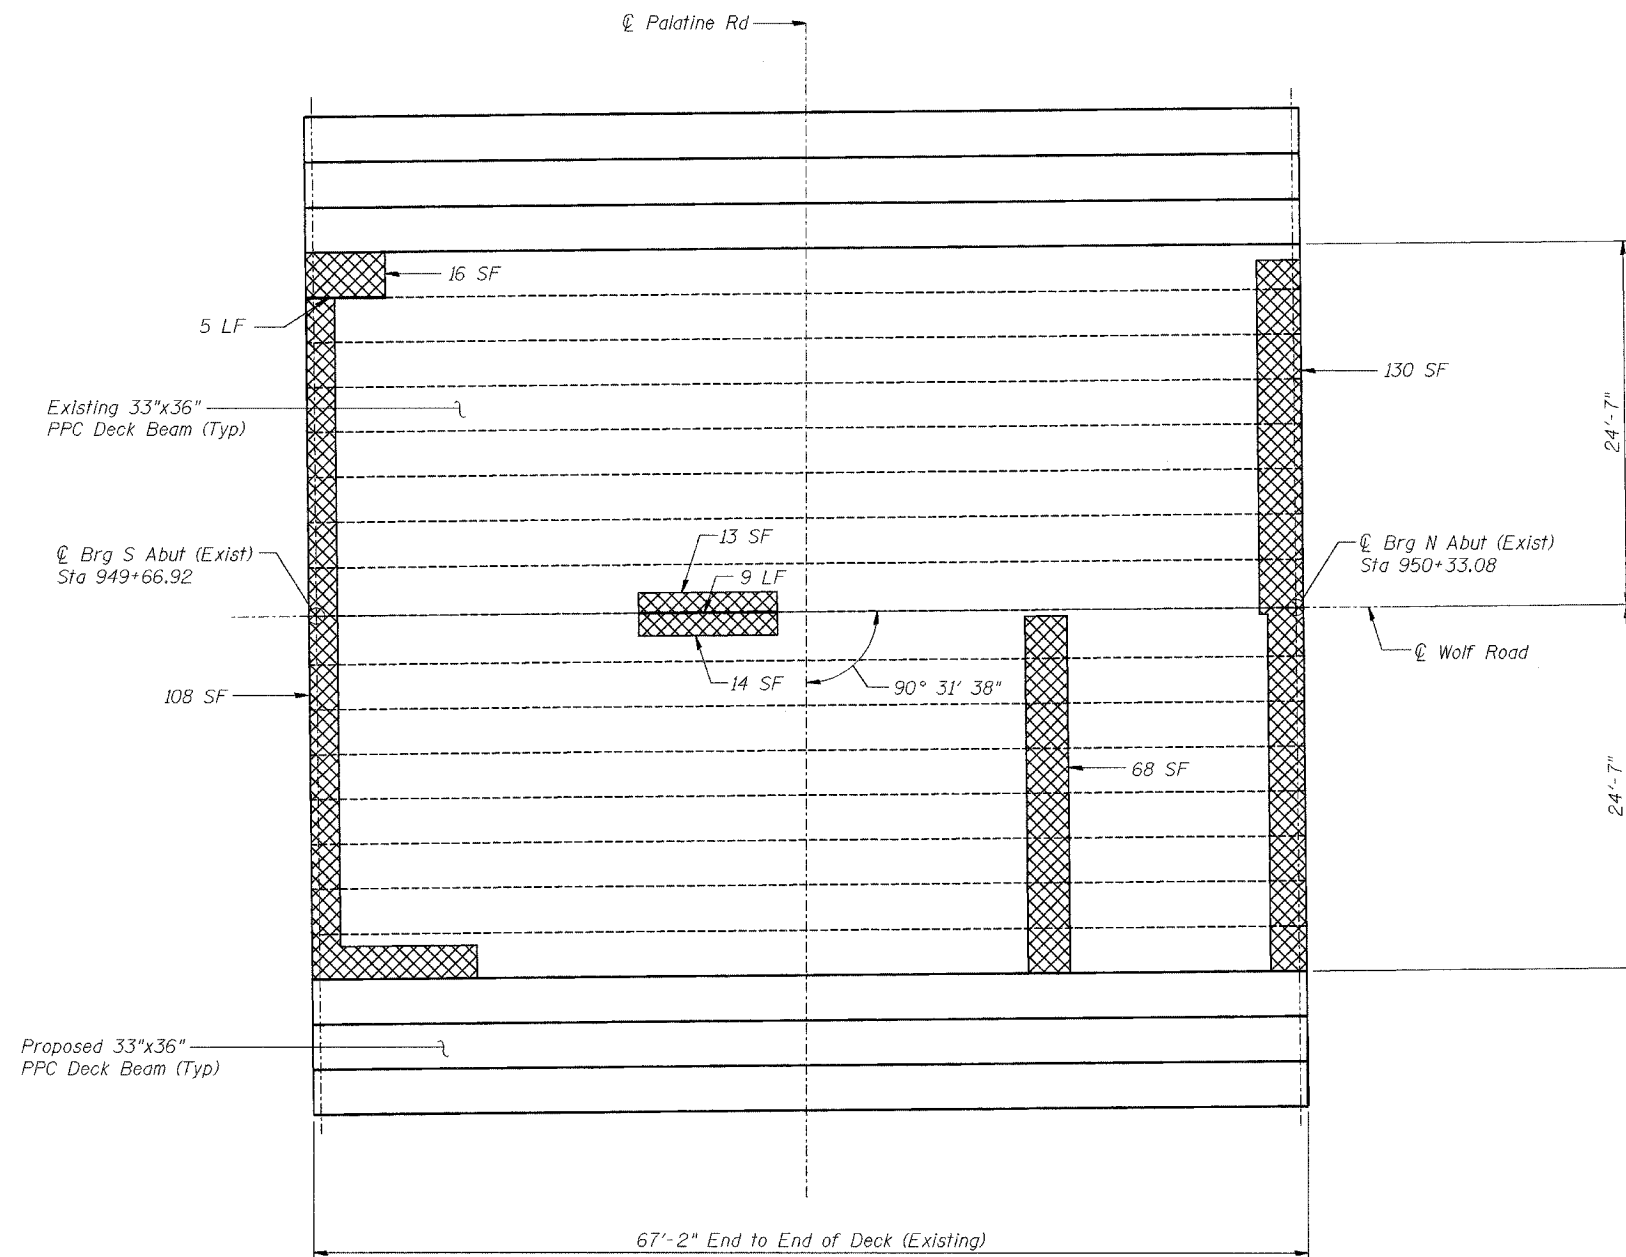 ℄ Palatine Rd
16 SF
5 LF
130 SF
24'-7"
Existing 33"x36"
PPC Deck Beam (Typ)
13 SF
9 LF
℄ Brg S Abut (Exist)
Sta 949+66.92
℄ Brg N Abut (Exist)
Sta 950+33.08
℄ Wolf Road
14 SF
90° 31' 38"
108 SF
68 SF
24'-7"
Proposed 33"x36"
PPC Deck Beam (Typ)
67'-2" End to End of Deck (Existing)